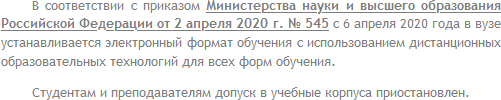 В соответствии с приказом Министерства науки и высшего образования
Российской Федерации от 2 апреля 2020 г. № 545 с 6 апреля 2020 года в вузе
устанавливается электронный формат обучения с использованием дистанционных
образовательных технологий для всех форм обучения.
Студентам и преподавателям допуск в учебные корпуса приостановлен.